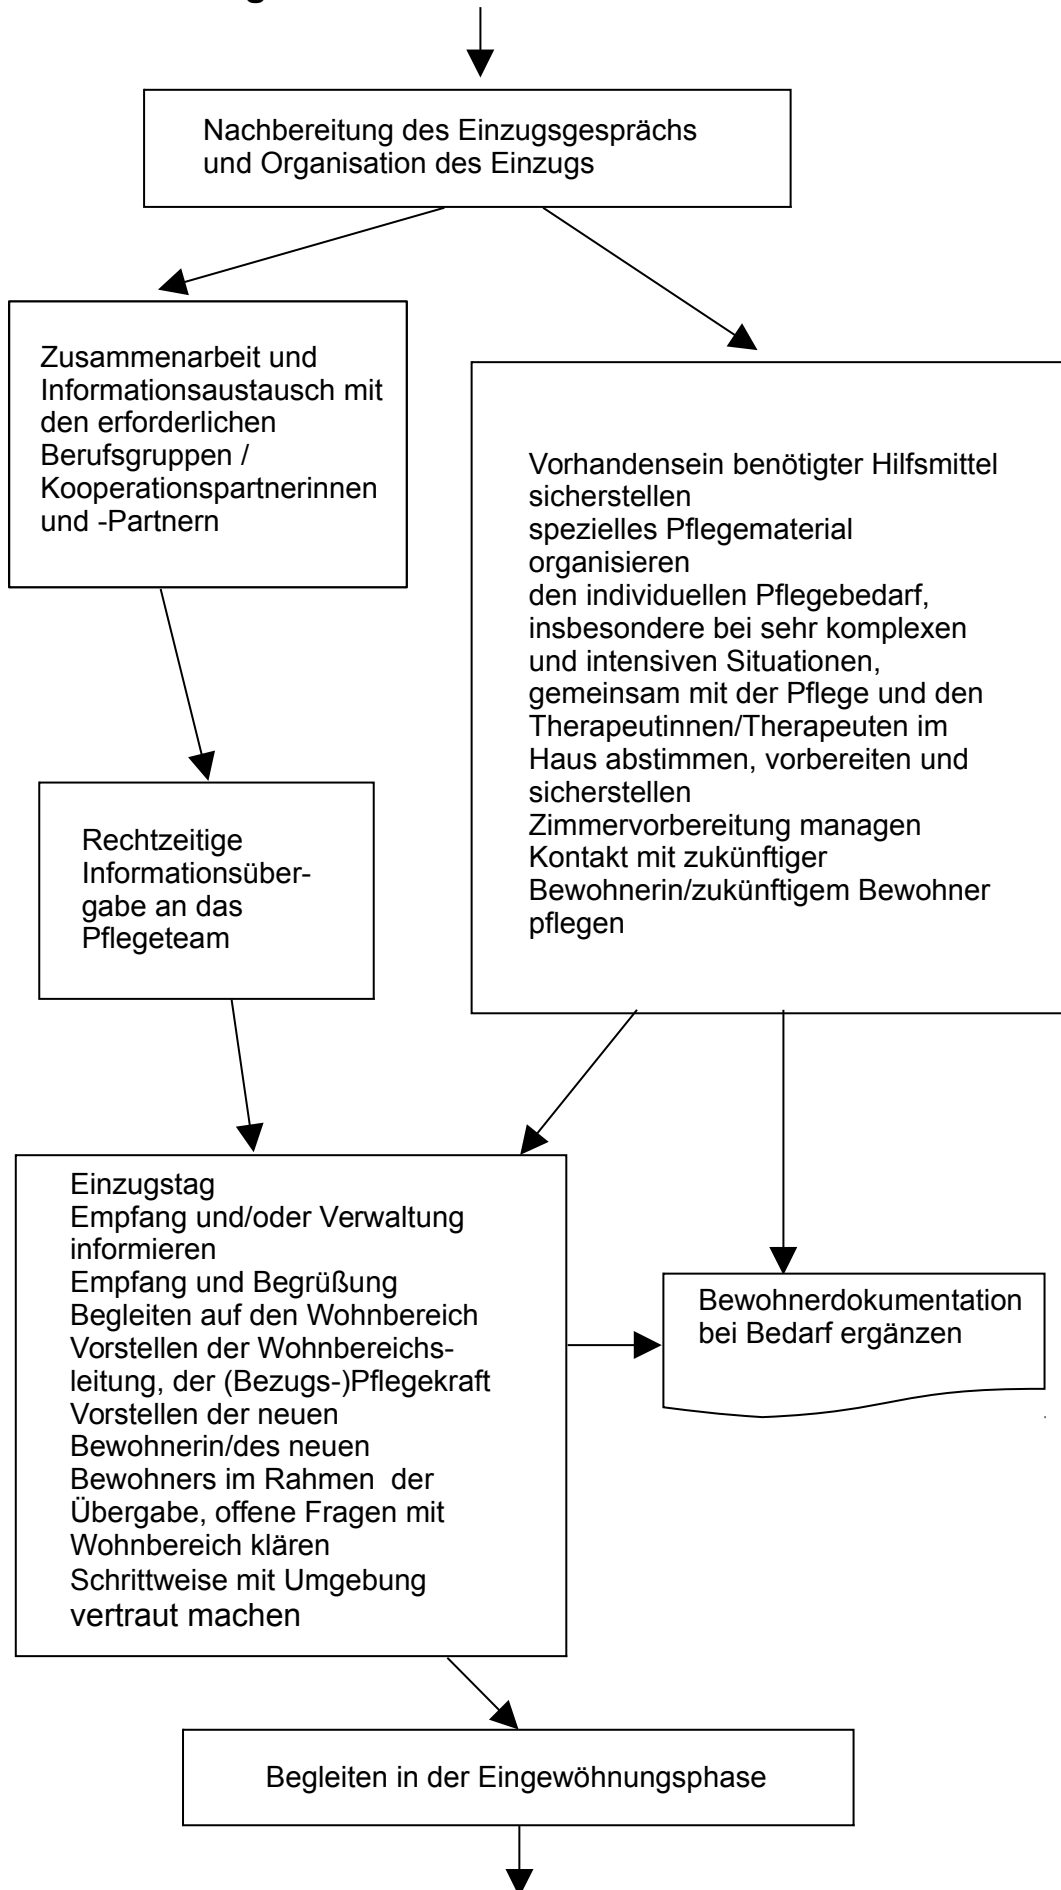 Nachbereitung des Einzugsgesprächs
und Organisation des Einzugs
Zusammenarbeit und
Informationsaustausch mit
den erforderlichen
Berufsgruppen /
Kooperationspartnerinnen
und -Partnern
Vorhandensein benötigter Hilfsmittel
sicherstellen
spezielles Pflegematerial
organisieren
den individuellen Pflegebedarf,
insbesondere bei sehr komplexen
und intensiven Situationen,
gemeinsam mit der Pflege und den
Therapeutinnen/Therapeuten im
Haus abstimmen, vorbereiten und
sicherstellen
Zimmervorbereitung managen
Kontakt mit zukünftiger
Bewohnerin/zukünftigem Bewohner
pflegen
Rechtzeitige
Informationsüber-
gabe an das
Pflegeteam
Einzugstag
Empfang und/oder Verwaltung
informieren
Empfang und Begrüßung
Begleiten auf den Wohnbereich
Vorstellen der Wohnbereichs-
leitung, der (Bezugs-)Pflegekraft
Vorstellen der neuen
Bewohnerin/des neuen
Bewohners im Rahmen  der
Übergabe, offene Fragen mit
Wohnbereich klären
Schrittweise mit Umgebung
vertraut machen
Bewohnerdokumentation
bei Bedarf ergänzen
Begleiten in der Eingewöhnungsphase